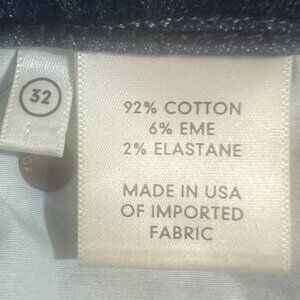 32
92% COTTON
6% EME
2% ELASTANE
MADE IN USA
OF IMPORTED
FABRIC